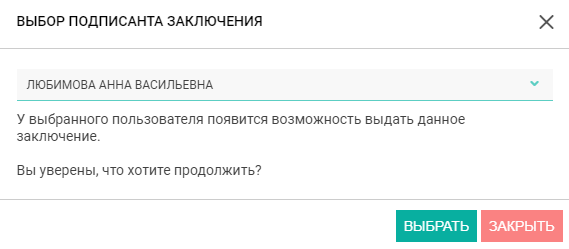 ВЫБОР ПОДПИСАНТА ЗАКЛЮЧЕНИЯ
ЛЮБИМОВА АННА ВАСИЛЬЕВНА
У выбранного пользователя появится возможность выдать данное
заключение.
Вы уверены, что хотите продолжить?
ВЫБРАТЬ ЗАКРЫТЬ